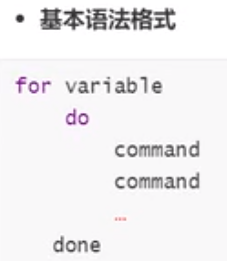 • 基本语法格式
for variable
do
command
command
…
done